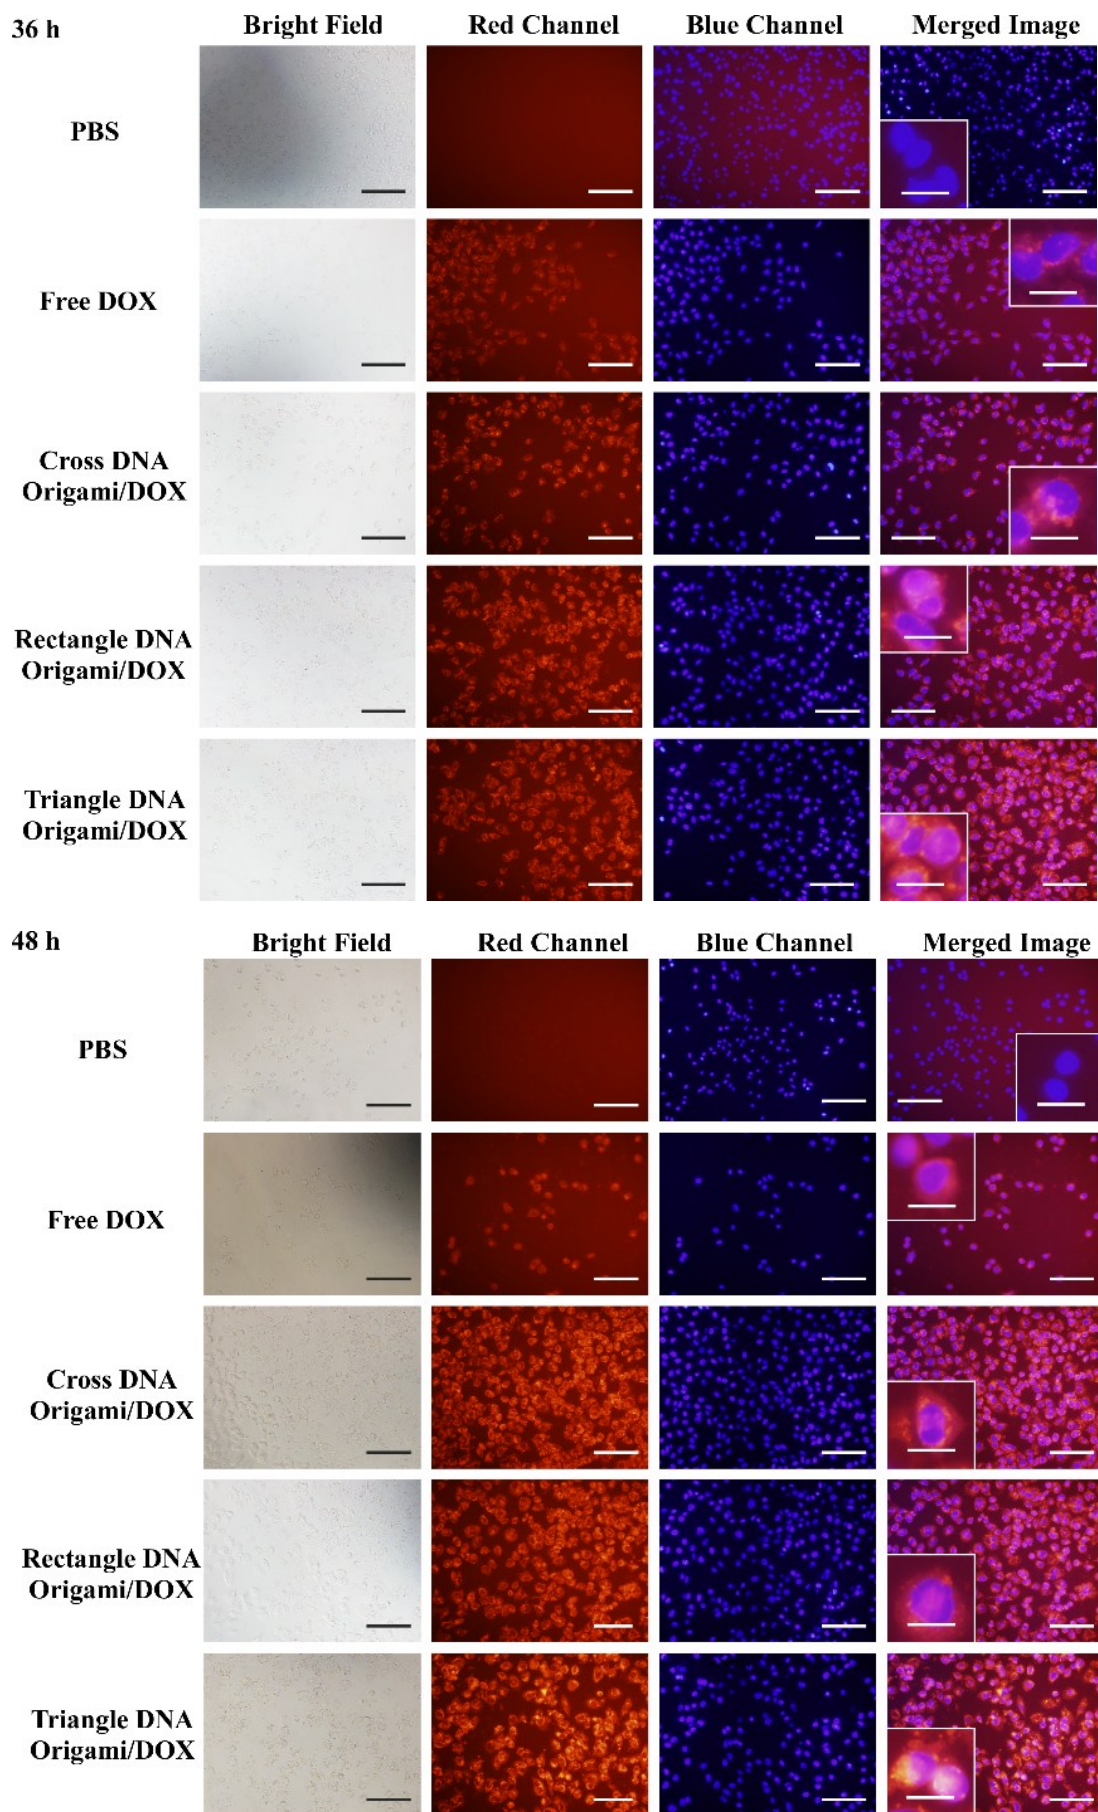 36 h
Bright Field Red Channel Blue Channel Merged Image
PBS
Free DOX
Cross DNA
Origami/DOX
Rectangle DNA
Origami/DOX
Triangle DNA
Origami/DOX
48 h
Bright Field Red Channel Blue Channel Merged Image
PBS
Free DOX
Cross DNA
Origami/DOX
Rectangle DNA
Origami/DOX
Triangle DNA
Origami/DOX